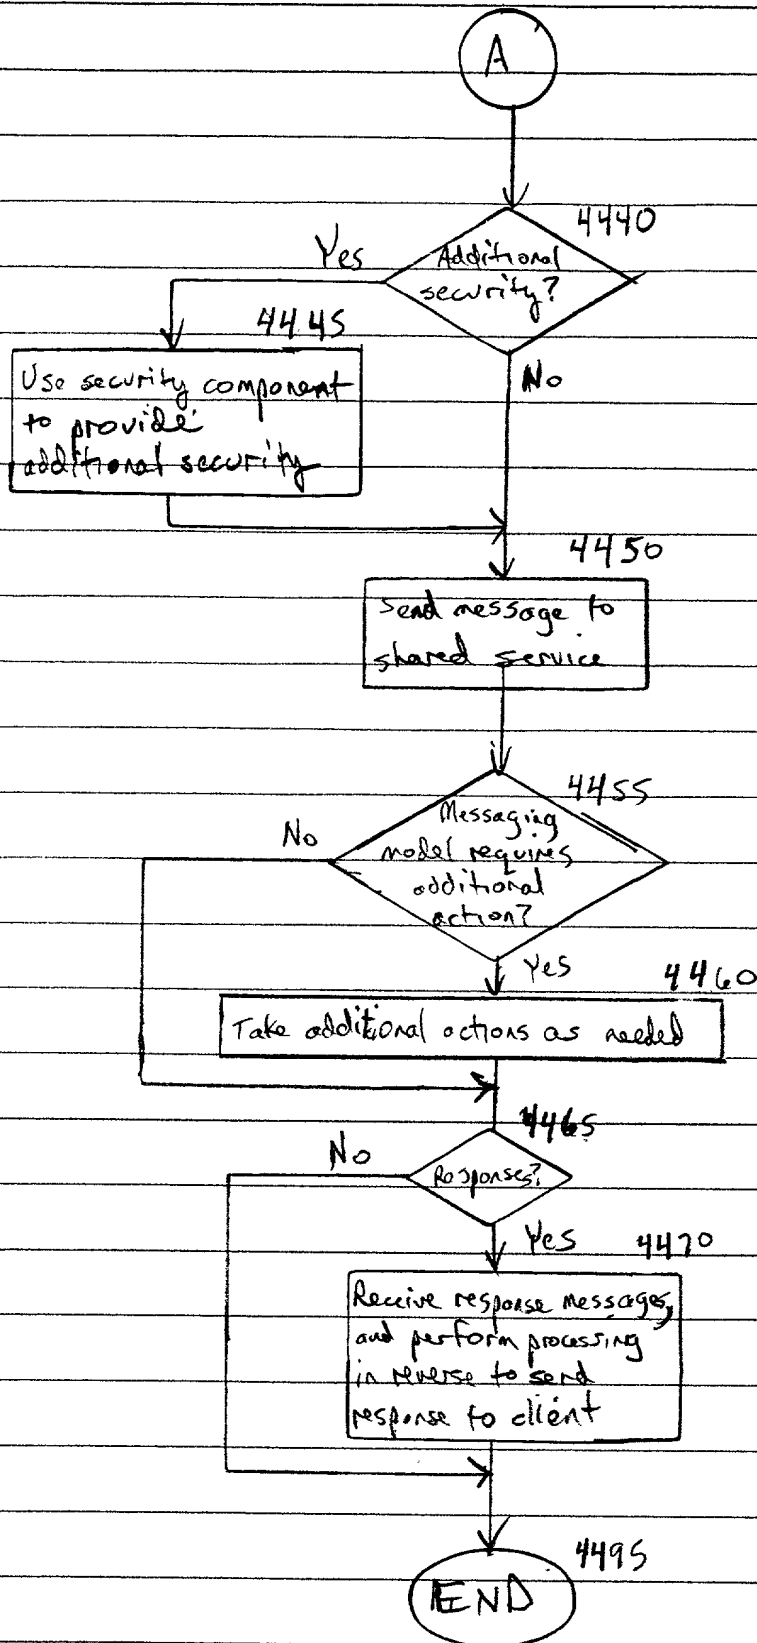 A
4440
Yes
Additional
security?
4445
No
Use security component
to provide
additional security
4450
Send message to
shared service
4455
No
Messaging
model requires
additional
action?
Yes
4460
Take additional actions as needed
4465
No
Responses?
Yes
4470
Receive response messages,
and perform processing
in reverse to send
response to client
4495
END